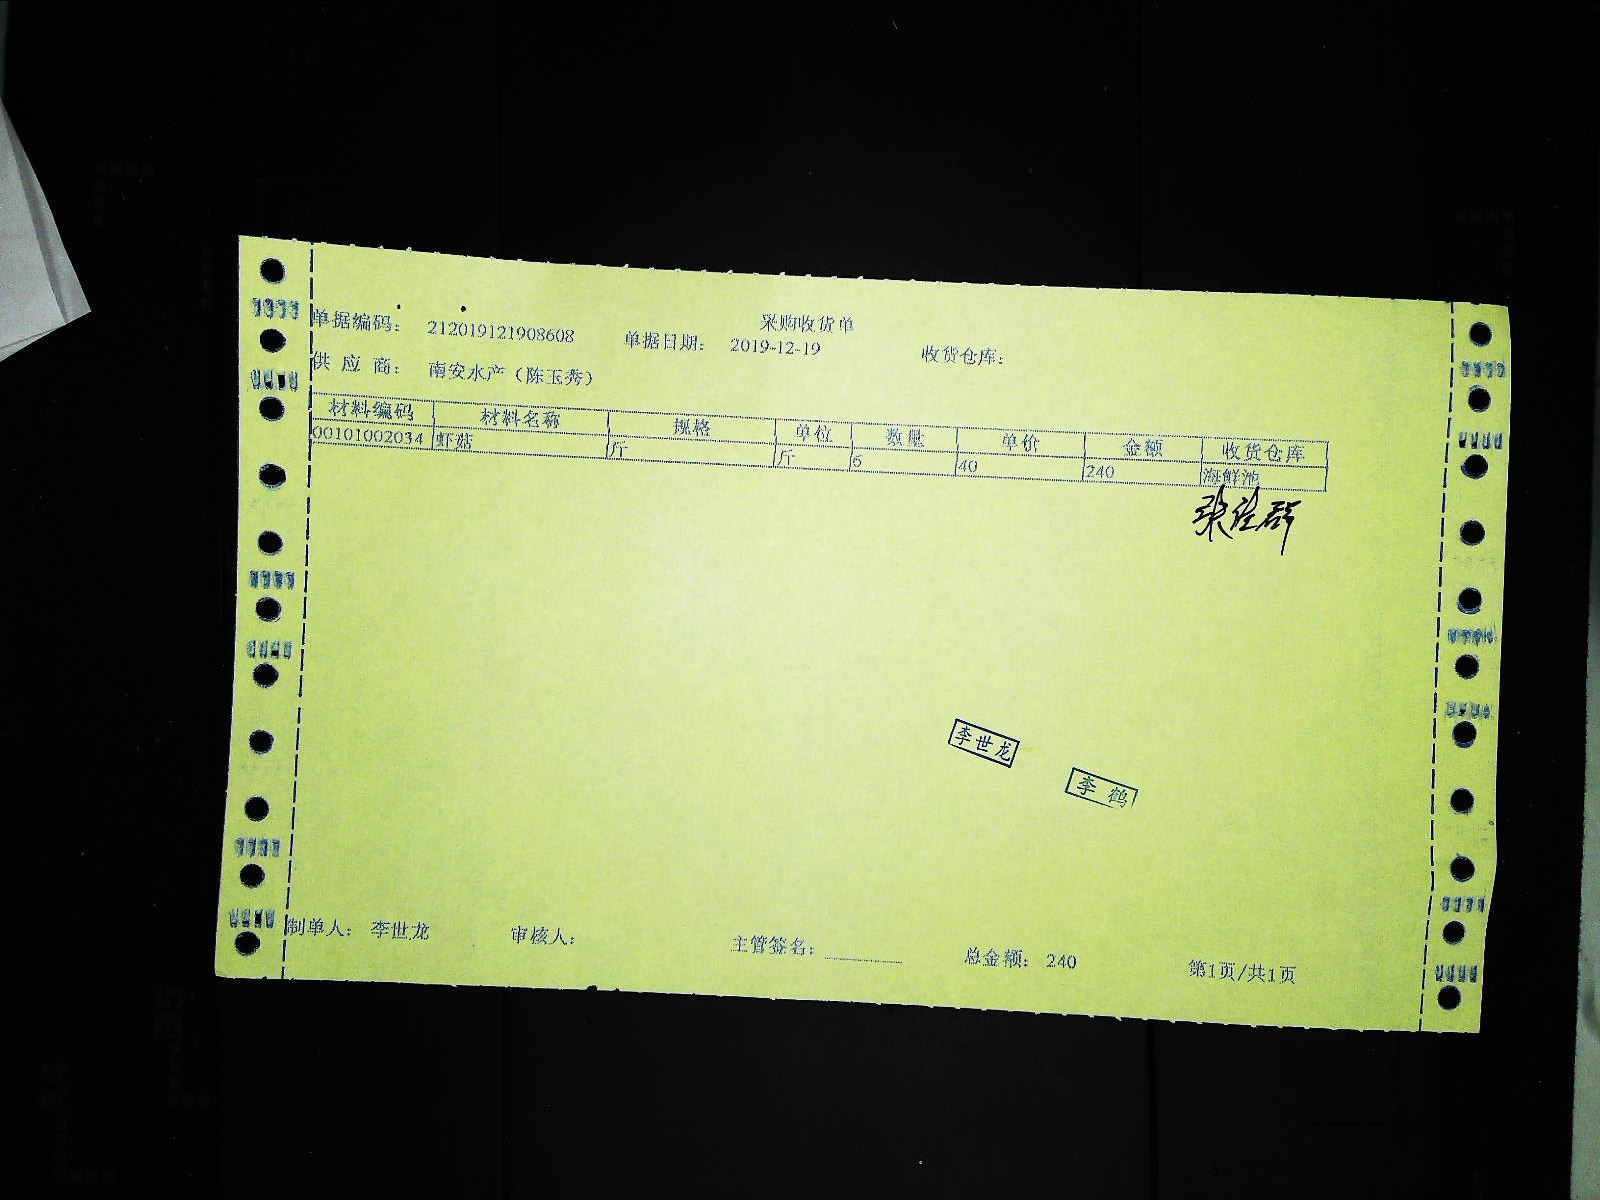 采购收货单
单据编码： 212019121908608 单据日期： 2019-12-19 收货仓库：
供 应 商： 南安水产（陈玉秀）
材料编码 材料名称 规格 单位 数量 单价 金额 收货仓库
00101002034 虾菇 斤 斤 6 40 240 海鲜池
李世龙
李 鹤
制单人： 李世龙 审核人： 主管签名： 总金额： 240 第1页/共1页